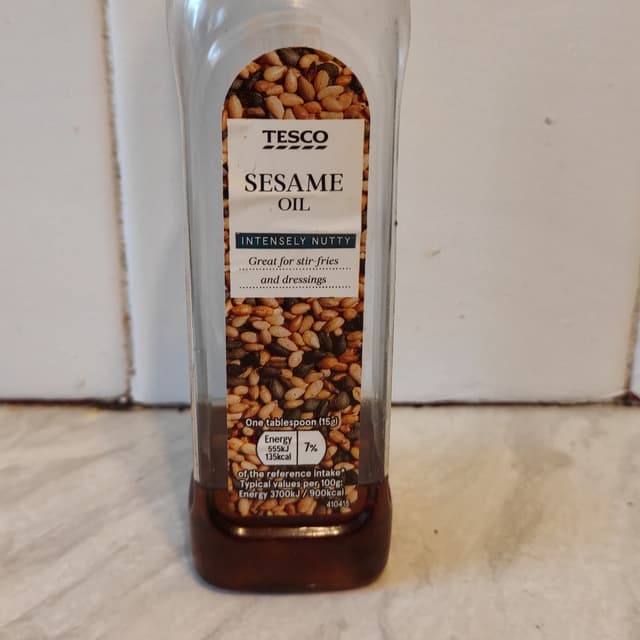 TESCO
SESAME
OIL
INTENSELY NUTTY
Great for stir-fries
and dressings
One tablespoon (15g)
Energy
555kJ
135kcal
7%
of the reference intake*
Typical values per 100g:
Energy 3700kJ / 900kcal
410415